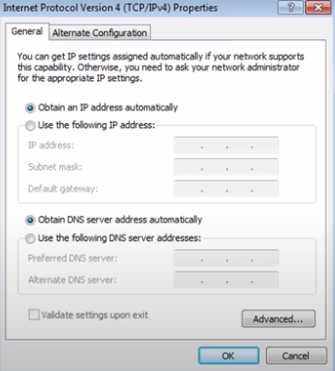 Internet Protocol Version 4 (TCP/IPv4) Properties
General
Alternate Configuration
You can get IP settings assigned automatically if your network supports
this capability. Otherwise, you need to ask your network administrator
for the appropriate IP settings.
Obtain an IP address automatically
Use the following IP address:
IP address:
Subnet mask:
Default gateway:
Obtain DNS server address automatically
Use the following DNS server addresses:
Preferred DNS server:
Alternate DNS server:
Validate settings upon exit
Advanced...
OK
Cancel